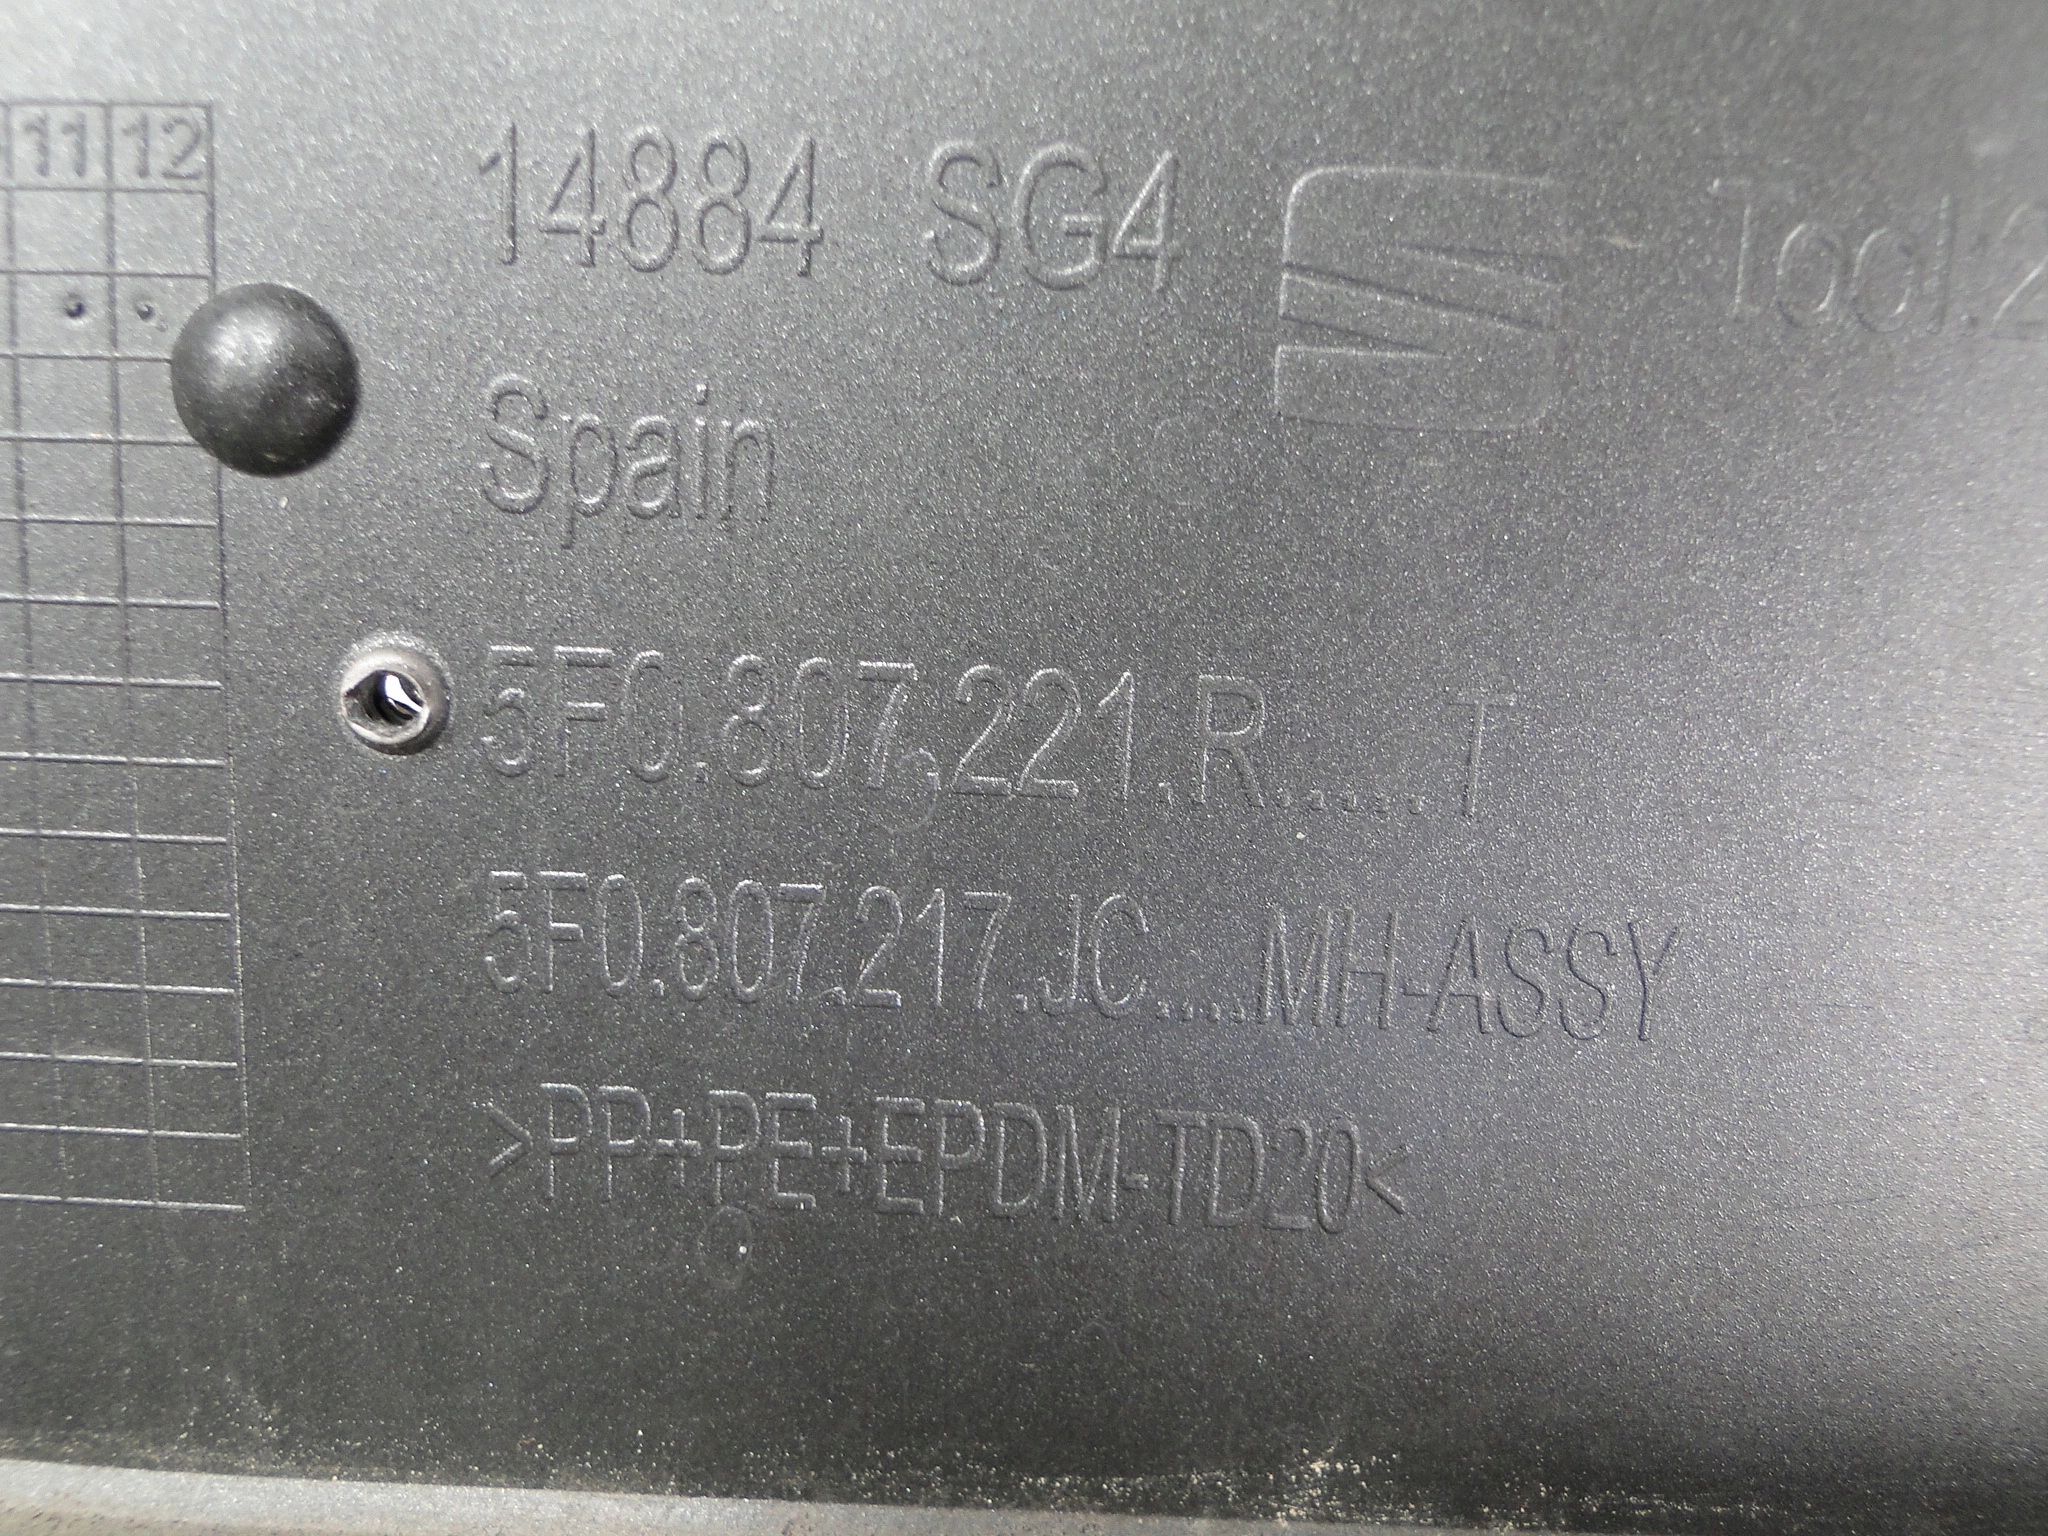 11 12
14884 SG4 Tool.2
Spain
5F0.807.221.R......T
5F0.807.217.JC.....MH-ASSY
>PP+PE+EPDM-TD20<